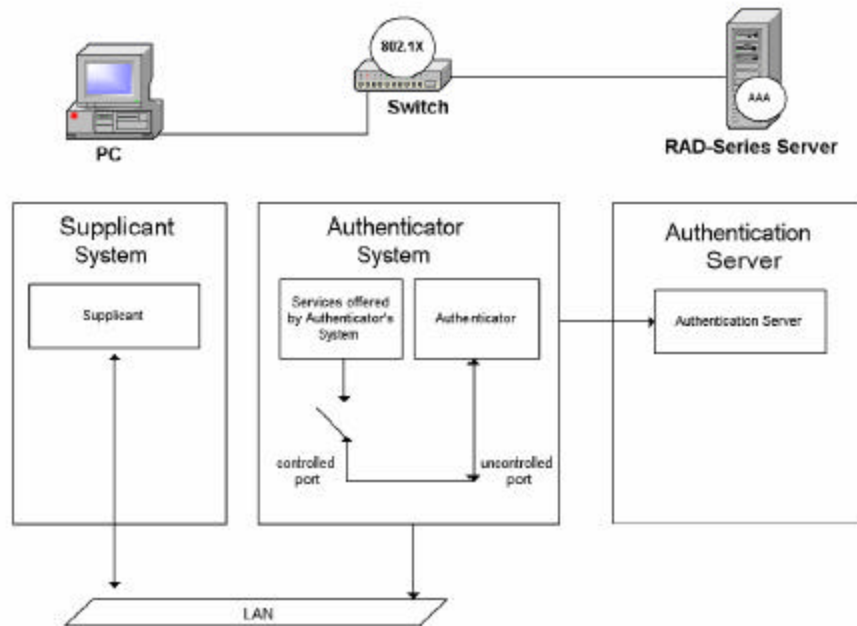 802.1X
Switch
AAA
PC
RAD-Series Server
Supplicant
System
Supplicant
Authenticator
System
Services offered
by Authenticator's
System
Authenticator
controlled
port
uncontrolled
port
Authentication
Server
Authentication Server
LAN